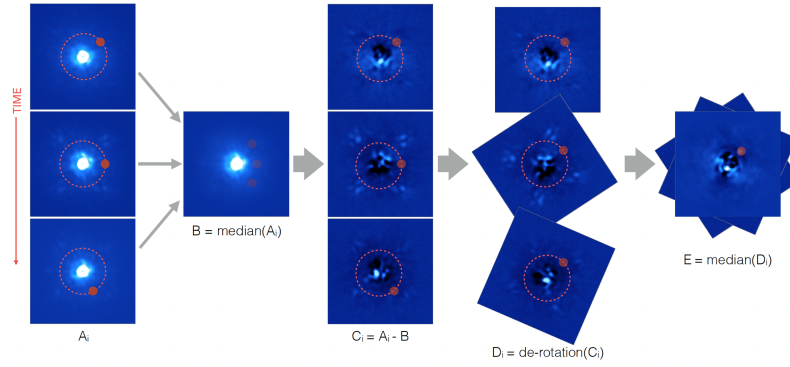 TIME
B = median(Aᵢ)
E = median(Dᵢ)
Aᵢ
Cᵢ = Aᵢ - B
Dᵢ = de-rotation(Cᵢ)